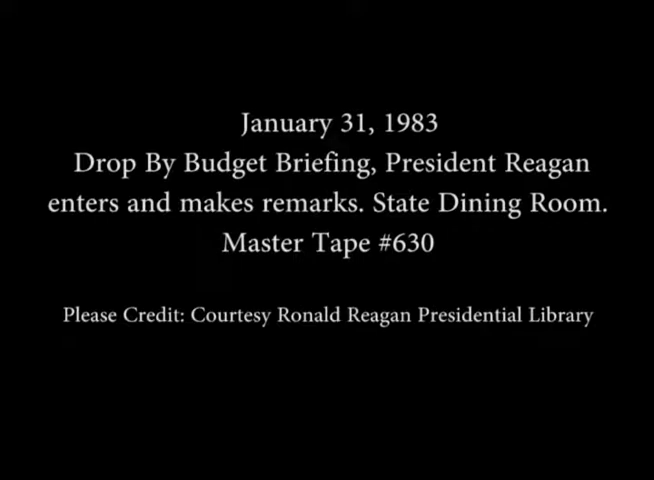 January 31, 1983
Drop By Budget Briefing, President Reagan
enters and makes remarks. State Dining Room.
Master Tape #630
Please Credit: Courtesy Ronald Reagan Presidential Library